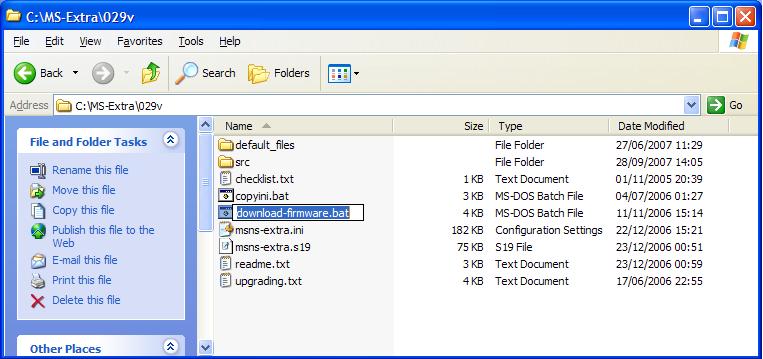 C:\MS-Extra\029v
File Edit View Favorites Tools Help
Back Search Folders
Address C:\MS-Extra\029v Go
File and Folder Tasks
Rename this file
Move this file
Copy this file
Publish this file to the
Web
E-mail this file
Print this file
Delete this file
Other Places
Name Size Type Date Modified
default_files File Folder 27/06/2007 11:29
src File Folder 28/09/2007 14:05
checklist.txt 1 KB Text Document 01/11/2005 20:39
copyini.bat 3 KB MS-DOS Batch File 04/07/2006 01:27
download-firmware.bat 4 KB MS-DOS Batch File 11/11/2006 15:14
msns-extra.ini 182 KB Configuration Settings 22/12/2006 15:21
msns-extra.s19 75 KB S19 File 23/12/2006 00:51
readme.txt 3 KB Text Document 23/12/2006 00:59
upgrading.txt 4 KB Text Document 17/06/2006 22:55